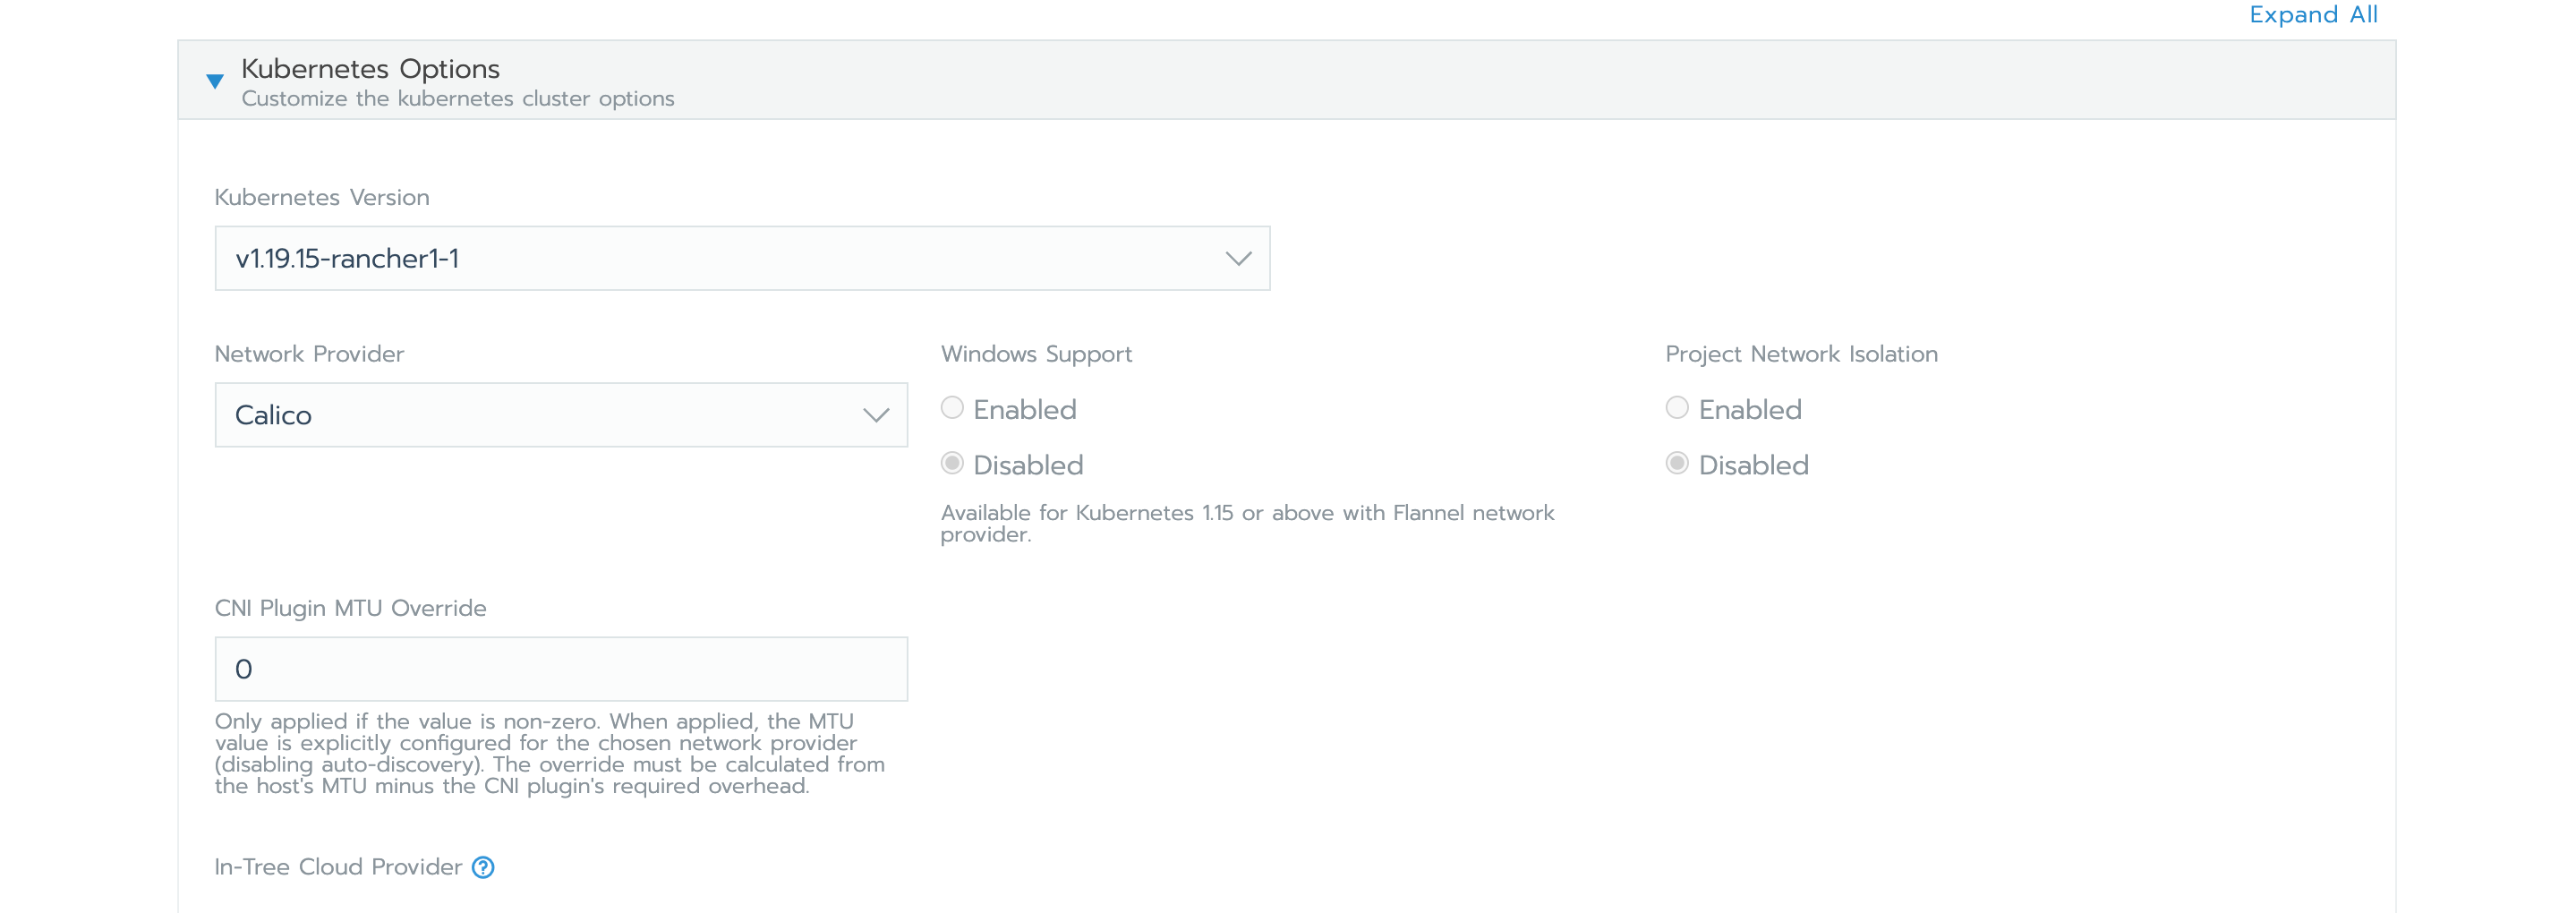 Expand All
Kubernetes Options
Customize the kubernetes cluster options
Kubernetes Version
v1.19.15-rancher1-1
Network Provider
Calico
Windows Support
Enabled
Disabled
Available for Kubernetes 1.15 or above with Flannel network
provider.
Project Network Isolation
Enabled
Disabled
CNI Plugin MTU Override
0
Only applied if the value is non-zero. When applied, the MTU
value is explicitly configured for the chosen network provider
(disabling auto-discovery). The override must be calculated from
the host's MTU minus the CNI plugin's required overhead.
In-Tree Cloud Provider ?